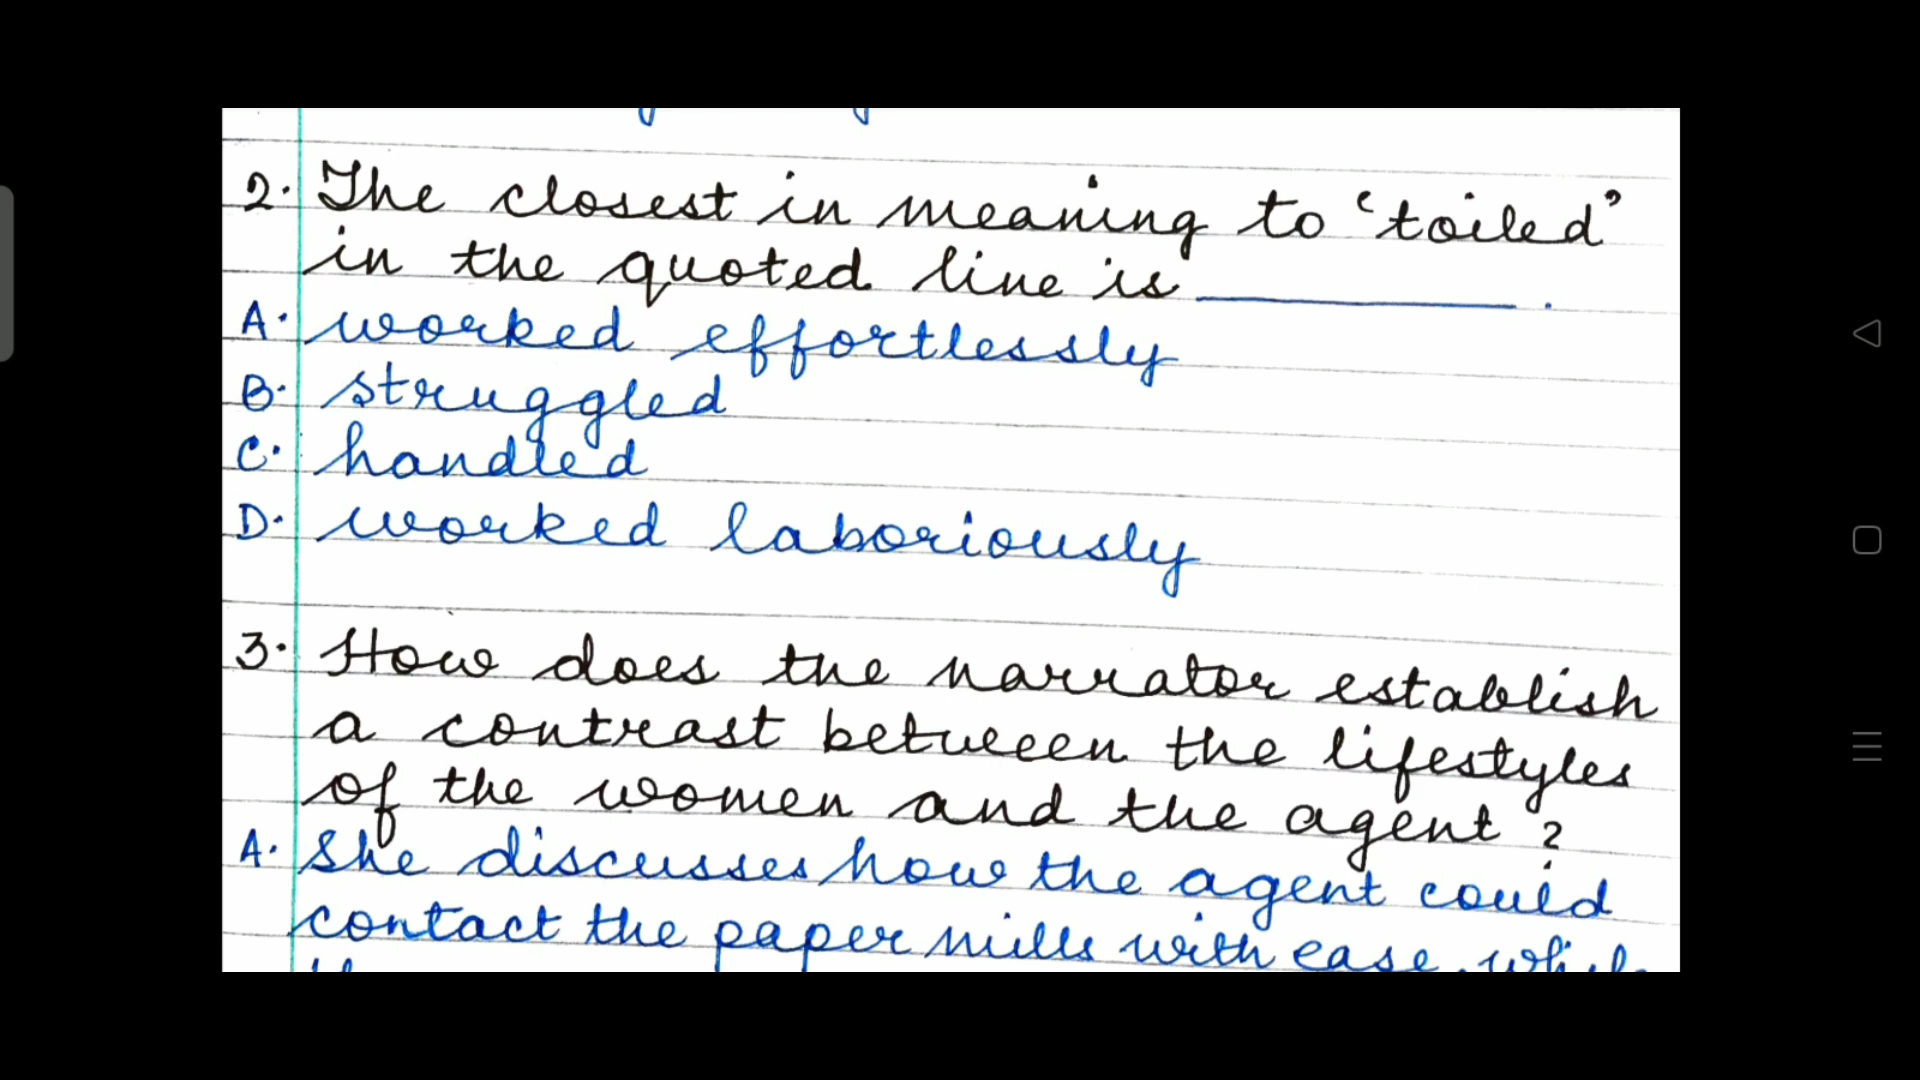 2. The closest in meaning to 'toiled'
in the quoted line is ________ .
A. worked effortlessly
B. struggled
C. handled
D. worked laboriously
3. How does the narrator establish
a contrast between the lifestyles
of the women and the agent ?
A. She discusses how the agent could
contact the paper mills with ease,